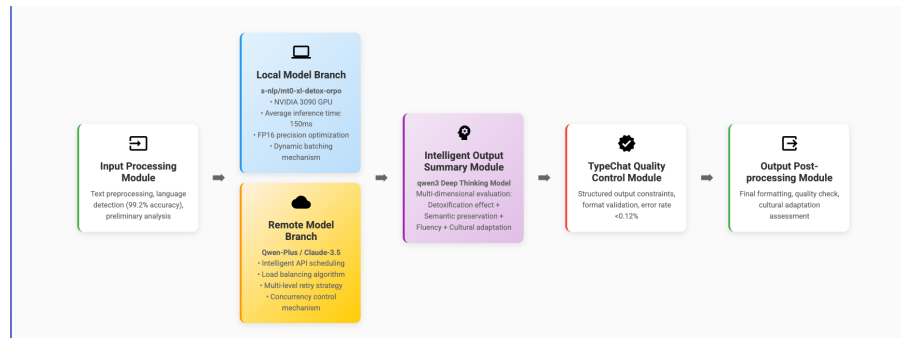 Input Processing
Module
Text preprocessing, language
detection (99.2% accuracy),
preliminary analysis
Local Model Branch
s-nlp/mt0-xl-detox-orpo
• NVIDIA 3090 GPU
• Average inference time:
150ms
• FP16 precision optimization
• Dynamic batching
mechanism
Remote Model
Branch
Qwen-Plus / Claude-3.5
• Intelligent API scheduling
• Load balancing algorithm
• Multi-level retry strategy
• Concurrency control
mechanism
Intelligent Output
Summary Module
qwen3 Deep Thinking Model
Multi-dimensional evaluation:
Detoxification effect +
Semantic preservation +
Fluency + Cultural adaptation
TypeChat Quality
Control Module
Structured output constraints,
format validation, error rate
<0.12%
Output Post-
processing Module
Final formatting, quality check,
cultural adaptation
assessment